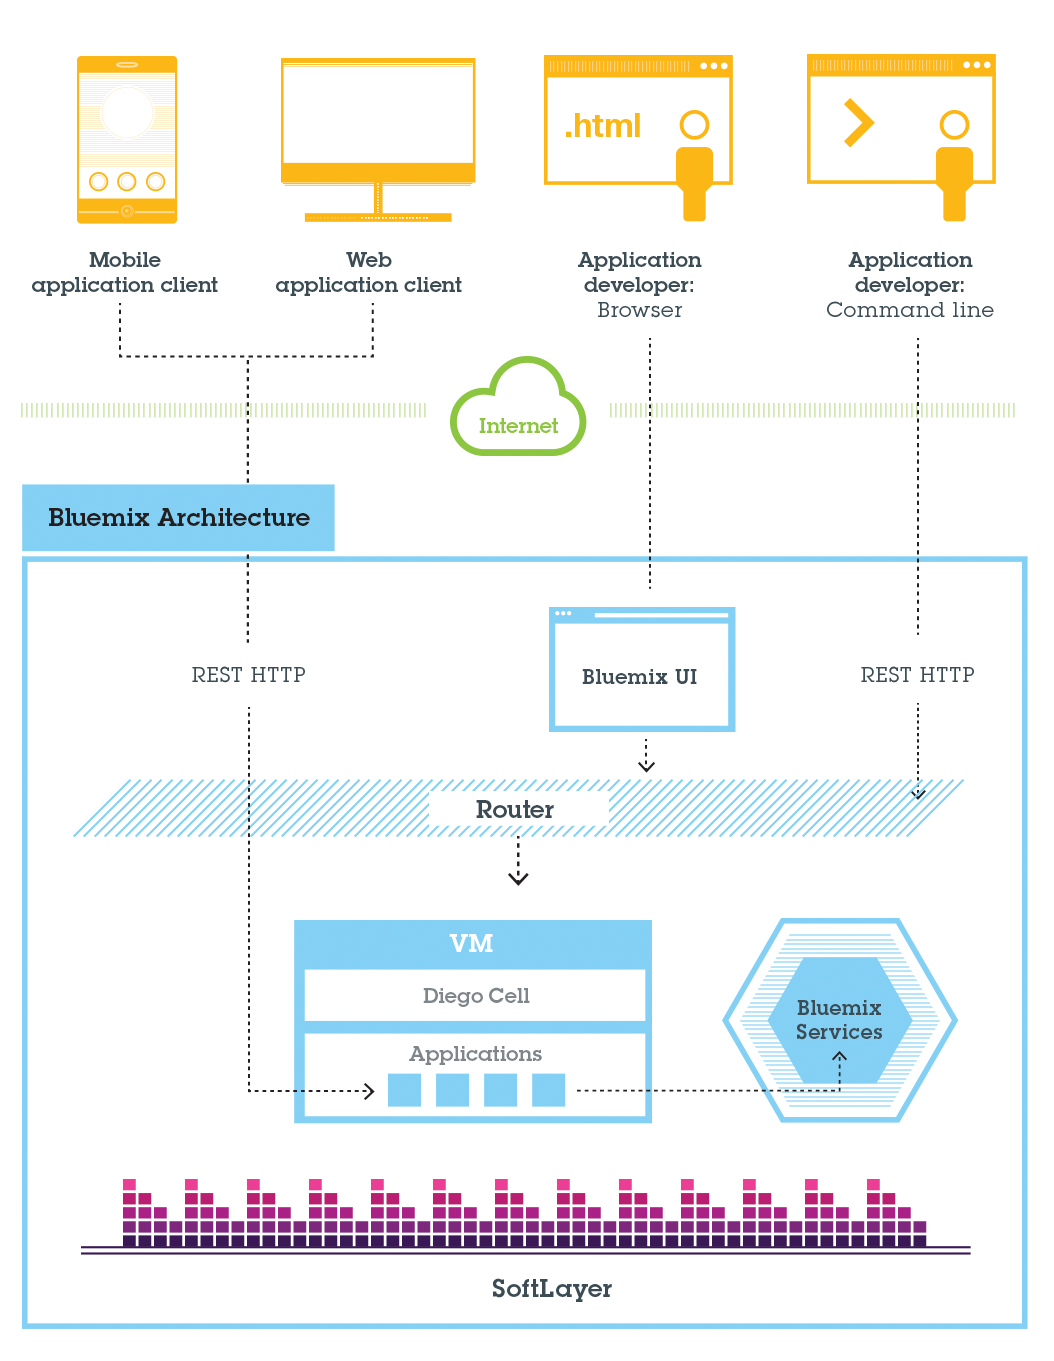 .html
Mobile
application client
Web
application client
Application
developer:
Browser
Application
developer:
Command line
Internet
Bluemix Architecture
REST HTTP
Bluemix UI
REST HTTP
Router
VM
Diego Cell
Applications
Bluemix
Services
SoftLayer